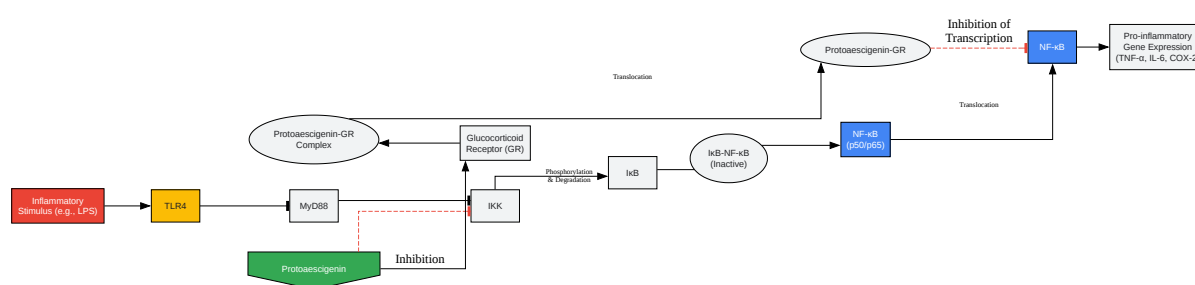 Inhibition of
Transcription
Protoaescigenin-GR
NF-κB
Pro-inflammatory
Gene Expression
(TNF-α, IL-6, COX-2
Translocation
Translocation
Protoaescigenin-GR
Complex
Glucocorticoid
Receptor (GR)
NF-κB
(p50/p65)
IκB-NF-κB
(Inactive)
Phosphorylation
& Degradation
IκB
Inflammatory
Stimulus (e.g., LPS)
TLR4
MyD88
IKK
Protoaescigenin
Inhibition